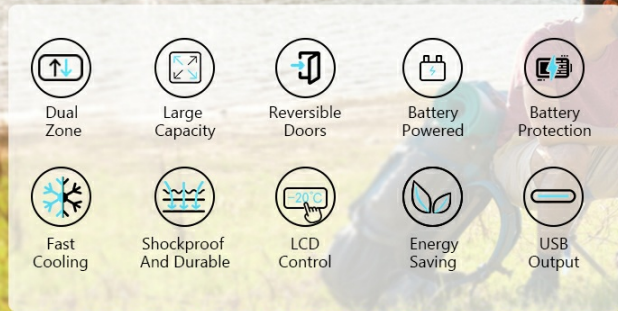 Dual
Zone
Large
Capacity
Reversible
Doors
Battery
Powered
Battery
Protection
Fast
Cooling
Shockproof
And Durable
-20°C
LCD
Control
Energy
Saving
USB
Output